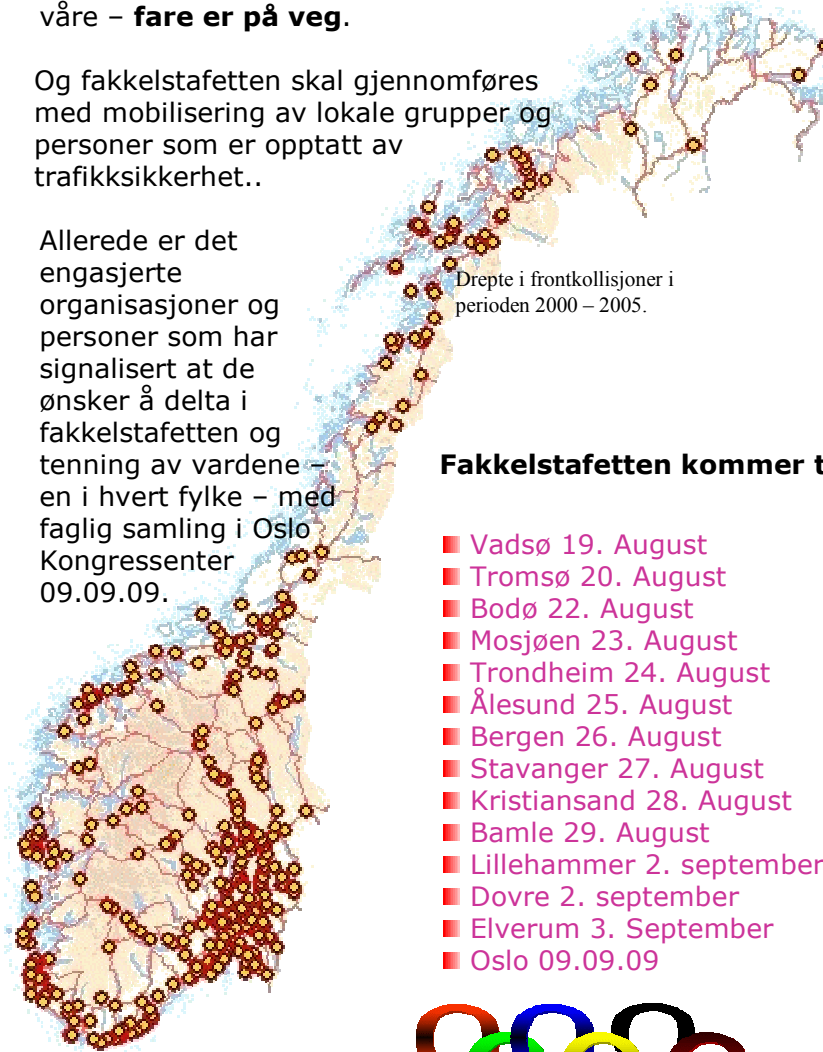 våre – fare er på veg.
Og fakkelstafetten skal gjennomføres
med mobilisering av lokale grupper og
personer som er opptatt av
trafikksikkerhet..
Allerede er det
engasjerte
organisasjoner og
personer som har
signalisert at de
ønsker å delta i
fakkelstafetten og
tenning av vardene –
en i hvert fylke – med
faglig samling i Oslo
Kongressenter
09.09.09.
Drepte i frontkollisjoner i
perioden 2000 – 2005.
Fakkelstafetten kommer t
Vadsø 19. August
Tromsø 20. August
Bodø 22. August
Mosjøen 23. August
Trondheim 24. August
Ålesund 25. August
Bergen 26. August
Stavanger 27. August
Kristiansand 28. August
Bamle 29. August
Lillehammer 2. september
Dovre 2. september
Elverum 3. September
Oslo 09.09.09